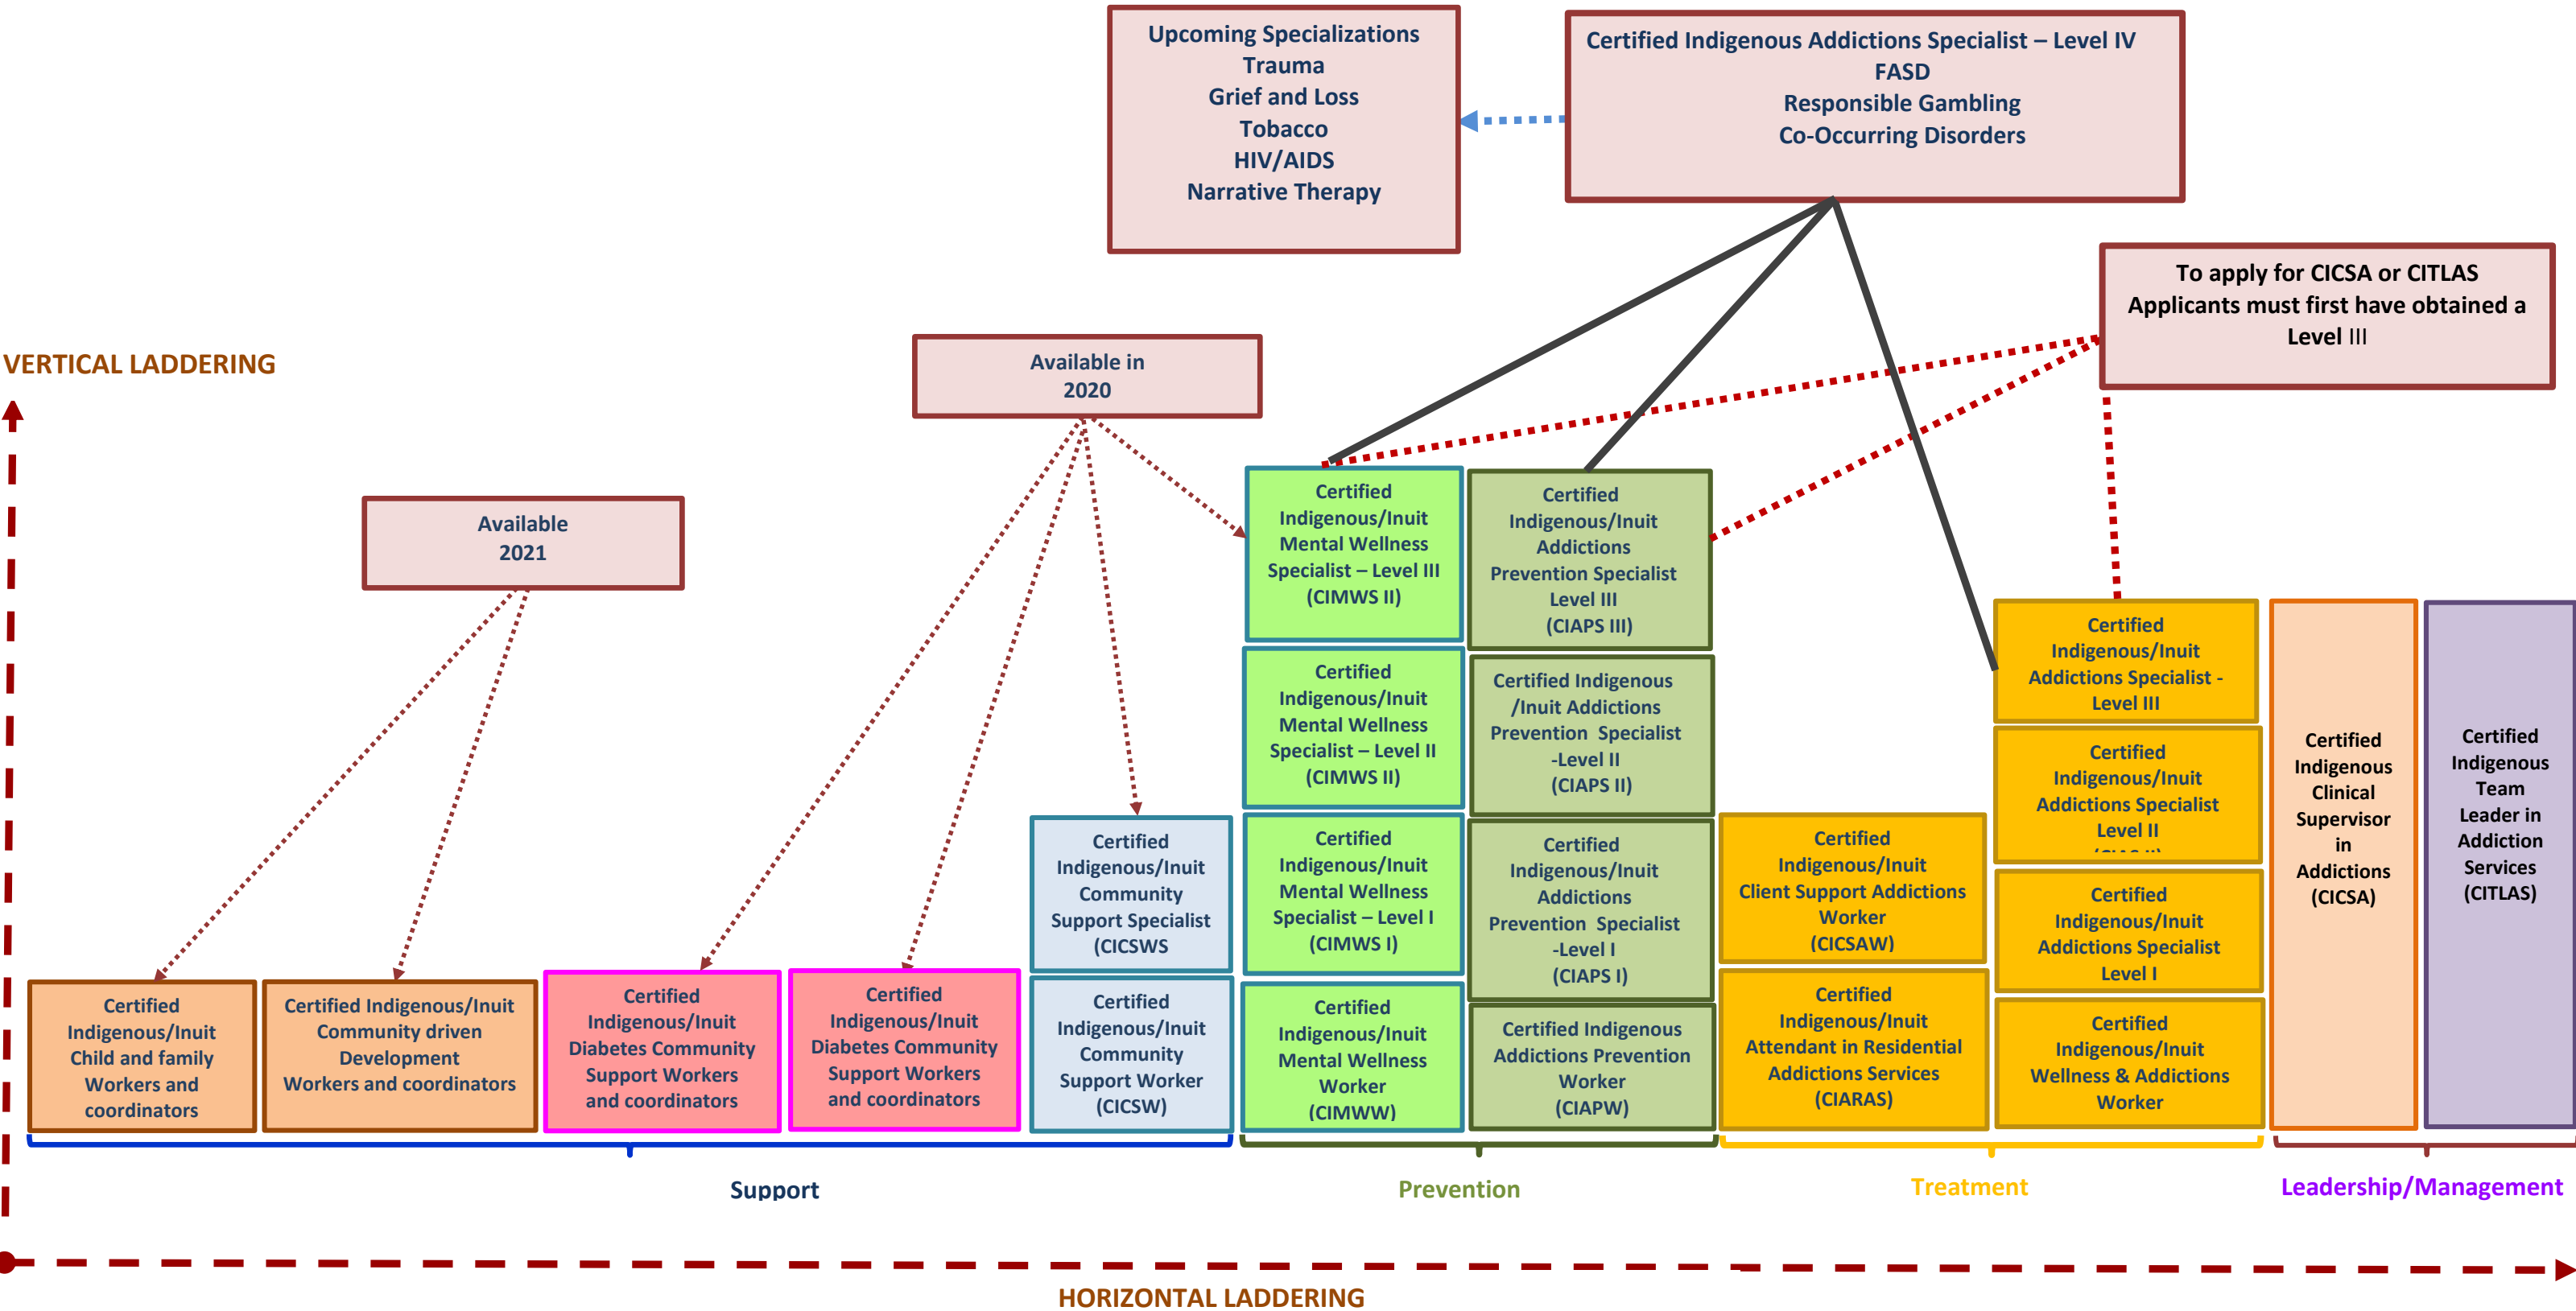 Upcoming Specializations
Trauma
Grief and Loss
Tobacco
HIV/AIDS
Narrative Therapy
Certified Indigenous Addictions Specialist – Level IV
FASD
Responsible Gambling
Co-Occurring Disorders
To apply for CICSA or CITLAS
Applicants must first have obtained a
Level III
VERTICAL LADDERING
Available in
2020
Available
2021
Certified
Indigenous/Inuit
Mental Wellness
Specialist – Level III
(CIMWS II)
Certified
Indigenous/Inuit
Addictions
Prevention Specialist
Level III
(CIAPS III)
Certified
Indigenous/Inuit
Addictions Specialist -
Level III
Certified
Indigenous/Inuit
Mental Wellness
Specialist – Level II
(CIMWS II)
Certified Indigenous
/Inuit Addictions
Prevention Specialist
-Level II
(CIAPS II)
Certified
Indigenous/Inuit
Addictions Specialist
Level II
Certified
Indigenous
Clinical
Supervisor
in
Addictions
(CICSA)
Certified
Indigenous
Team
Leader in
Addiction
Services
(CITLAS)
Certified
Indigenous/Inuit
Community
Support Specialist
(CICSWS
Certified
Indigenous/Inuit
Mental Wellness
Specialist – Level I
(CIMWS I)
Certified
Indigenous/Inuit
Addictions
Prevention Specialist
-Level I
(CIAPS I)
Certified
Indigenous/Inuit
Client Support Addictions
Worker
(CICSAW)
Certified
Indigenous/Inuit
Addictions Specialist
Level I
Certified
Indigenous/Inuit
Child and family
Workers and
coordinators
Certified Indigenous/Inuit
Community driven
Development
Workers and coordinators
Certified
Indigenous/Inuit
Diabetes Community
Support Workers
and coordinators
Certified
Indigenous/Inuit
Diabetes Community
Support Workers
and coordinators
Certified
Indigenous/Inuit
Community
Support Worker
(CICSW)
Certified
Indigenous/Inuit
Mental Wellness
Worker
(CIMWW)
Certified Indigenous
Addictions Prevention
Worker
(CIAPW)
Certified
Indigenous/Inuit
Attendant in Residential
Addictions Services
(CIARAS)
Certified
Indigenous/Inuit
Wellness & Addictions
Worker
Support
Prevention
Treatment
Leadership/Management
HORIZONTAL LADDERING